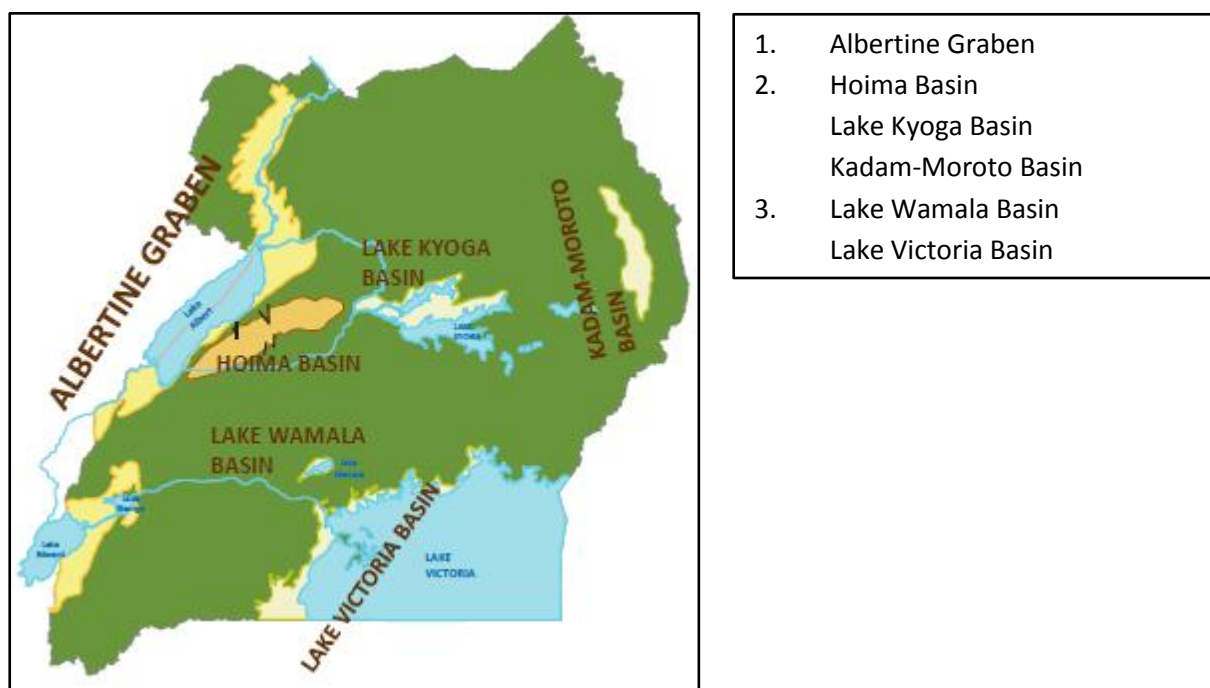 ALBERTINE GRABEN
LAKE KYOGA
BASIN
KADAM-MOROTO
BASIN
Lake
Albert
HOIMA BASIN
LAKE WAMALA
BASIN
LAKE VICTORIA BASIN
LAKE
VICTORIA
Lake
1. Albertine Graben
2. Hoima Basin
Lake Kyoga Basin
Kadam-Moroto Basin
3. Lake Wamala Basin
Lake Victoria Basin